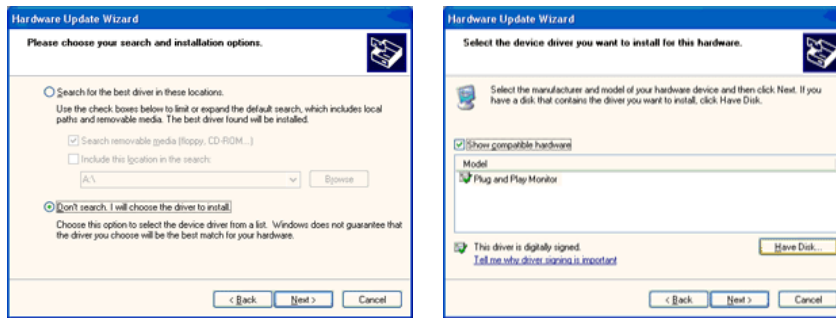 Hardware Update Wizard
Please choose your search and installation options.
Search for the best driver in these locations.
Use the check boxes below to limit or expand the default search, which includes local
paths and removable media. The best driver found will be installed.
Search removable media (floppy, CD-ROM...)
Include this location in the search:
A:\
Browse
Don't search. I will choose the driver to install.
Choose this option to select the device driver from a list. Windows does not guarantee that
the driver you choose will be the best match for your hardware.
< Back
Next >
Cancel
Hardware Update Wizard
Select the device driver you want to install for this hardware.
Select the manufacturer and model of your hardware device and then click Next. If you
have a disk that contains the driver you want to install, click Have Disk.
Show compatible hardware
Model
Plug and Play Monitor
This driver is digitally signed.
Tell me why driver signing is important
Have Disk...
< Back
Next >
Cancel